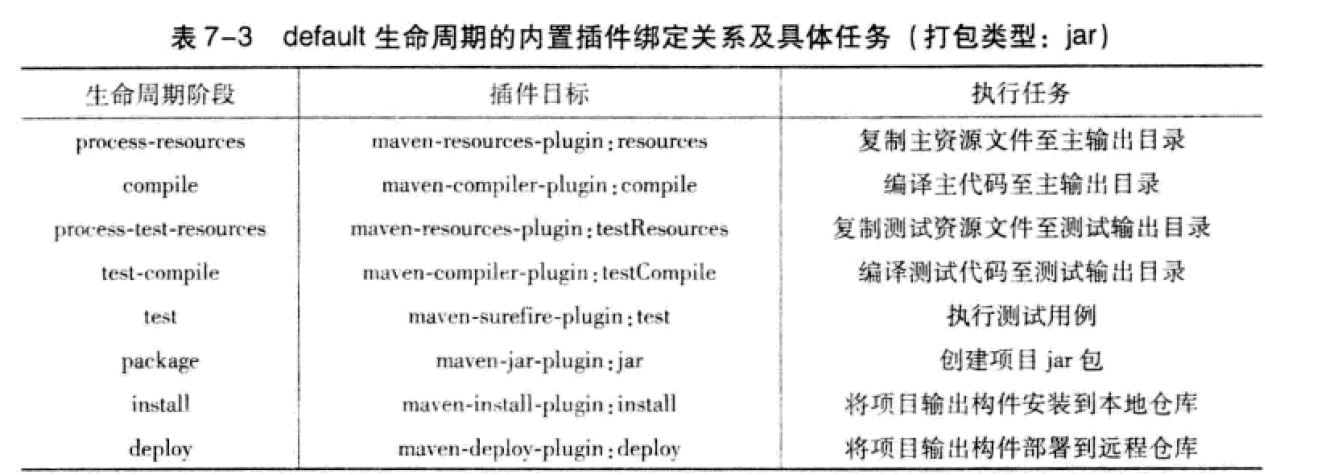 表 7-3 default 生命周期的内置插件绑定关系及具体任务（打包类型：jar）
生命周期阶段 插件目标 执行任务
process-resources maven-resources-plugin:resources 复制主资源文件至主输出目录
compile maven-compiler-plugin:compile 编译主代码至主输出目录
process-test-resources maven-resources-plugin:testResources 复制测试资源文件至测试输出目录
test-compile maven-compiler-plugin:testCompile 编译测试代码至测试输出目录
test maven-surefire-plugin:test 执行测试用例
package maven-jar-plugin:jar 创建项目 jar 包
install maven-install-plugin:install 将项目输出构件安装到本地仓库
deploy maven-deploy-plugin:deploy 将项目输出构件部署到远程仓库